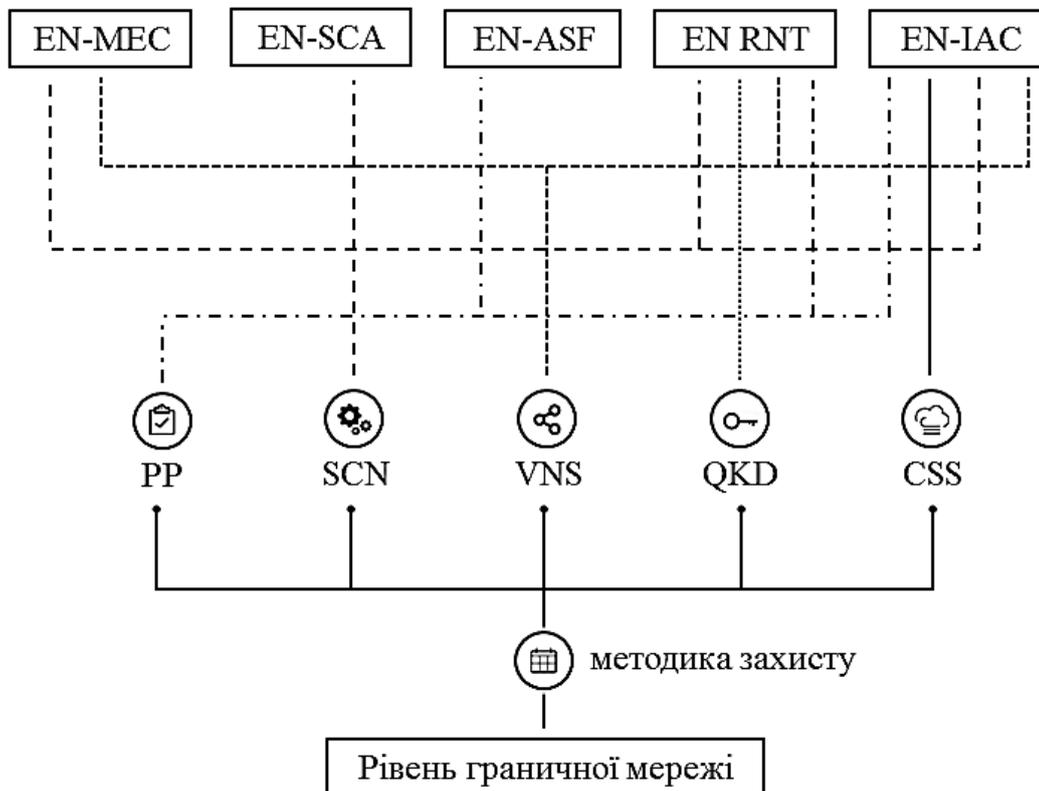 EN-MEC
EN-SCA
EN-ASF
EN RNT
EN-IAC
PP
SCN
VNS
QKD
CSS
методика захисту
Рівень граничної мережі